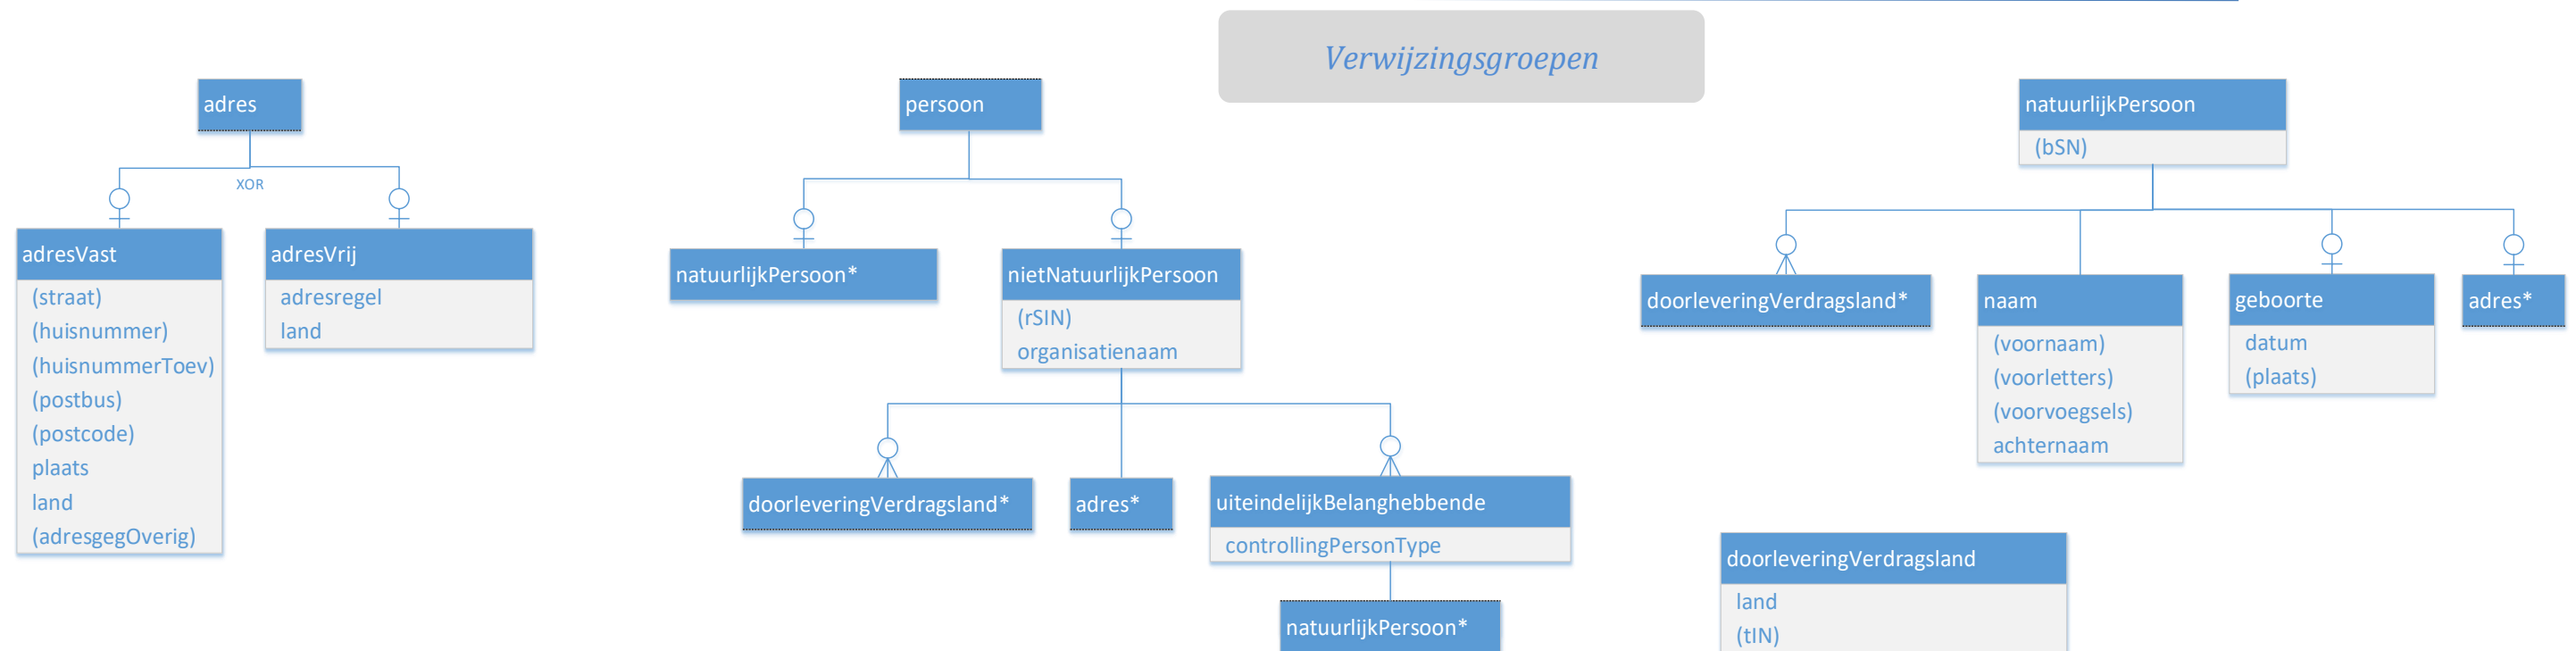 Verwijzingsgroepen
adres
XOR
adresVast
(straat)
(huisnummer)
(huisnummerToev)
(postbus)
(postcode)
plaats
land
(adresgegOverig)
adresVrij
adresregel
land
persoon
natuurlijkPersoon*
nietNatuurlijkPersoon
(rSIN)
organisatienaam
doorleveringVerdragsland*
adres*
uiteindelijkBelanghebbende
controllingPersonType
natuurlijkPersoon*
natuurlijkPersoon
(bSN)
doorleveringVerdragsland*
naam
(voornaam)
(voorletters)
(voorvoegsels)
achternaam
geboorte
datum
(plaats)
adres*
doorleveringVerdragsland
land
(tIN)